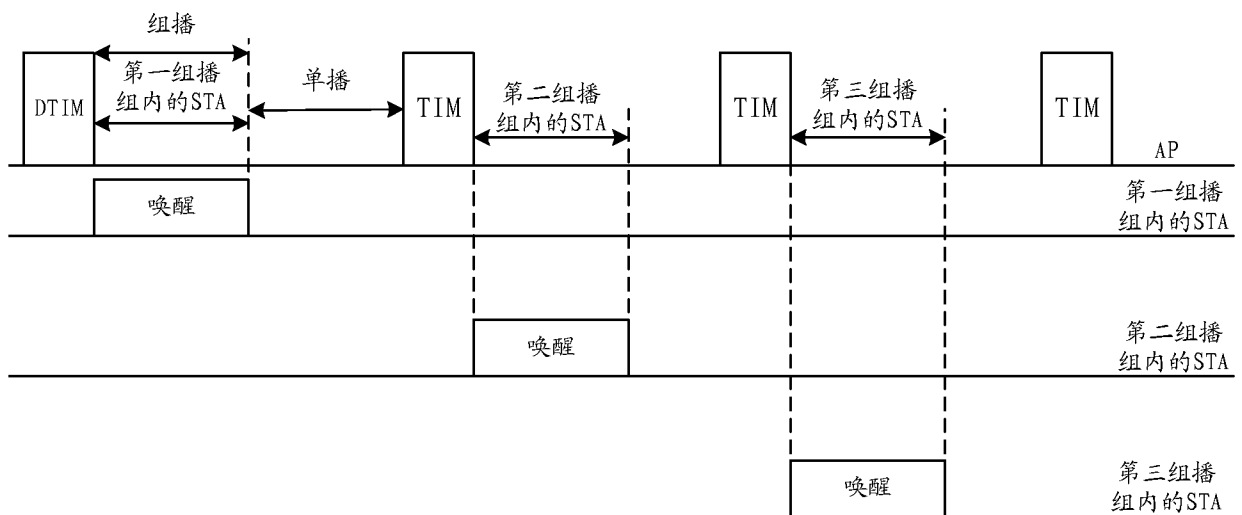 组播
DTIM
第一组播
组内的STA
单播
TIM
第二组播
组内的STA
TIM
第三组播
组内的STA
TIM
AP
唤醒
第一组播
组内的STA
唤醒
第二组播
组内的STA
唤醒
第三组播
组内的STA